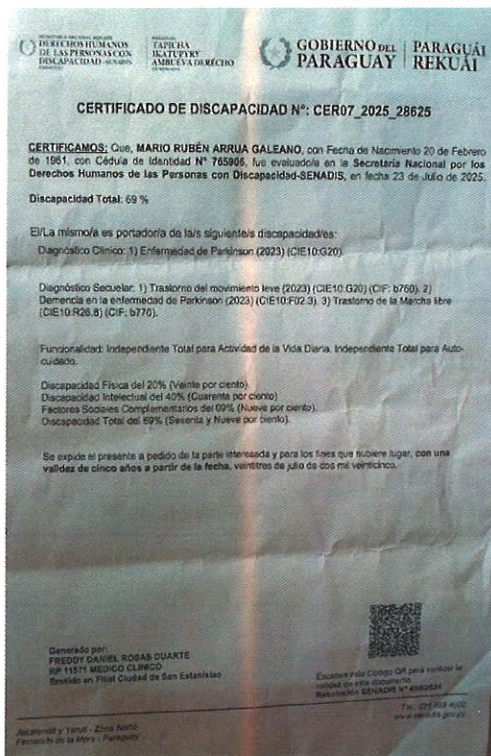 DERECHOS HUMANOS
DE LAS PERSONAS CON
DISCAPACIDAD-SENADIS
TAPICHA
IKATUPYRY
AMBUEVA DERECHO
GOBIERNO DEL
PARAGUAY
PARAGUÁI
REKUÁI
CERTIFICADO DE DISCAPACIDAD N°: CER07_2025_28625
CERTIFICAMOS: Que, MARIO RUBÉN ARRUA GALEANO, con Fecha de Nacimiento 20 de Febrero
de 1961, con Cédula de Identidad N° 765906, fue evaluado/a en la Secretaría Nacional por los
Derechos Humanos de las Personas con Discapacidad-SENADIS, en fecha 23 de Julio de 2025.
Discapacidad Total: 69 %
El/La mismo/a es portador/a de la/s siguiente/s discapacidad/es:
Diagnóstico Clínico: 1) Enfermedad de Parkinson (2023) (CIE10:G20).
Diagnóstico Secuelar: 1) Trastorno del movimiento leve (2023) (CIE10:G20) (CIF: b760). 2)
Demencia en la enfermedad de Parkinson (2023) (CIE10:F02.3). 3) Trastorno de la Marcha libre
(CIE10:R26.8) (CIF: b770).
Funcionalidad: Independiente Total para Actividad de la Vida Diaria. Independiente Total para Auto-
cuidado.
Discapacidad Física del 20% (Veinte por ciento).
Discapacidad Intelectual del 40% (Cuarenta por ciento)
Factores Sociales Complementarios del 09% (Nueve por ciento).
Discapacidad Total del 69% (Sesenta y Nueve por ciento).
Se expide el presente a pedido de la parte interesada y para los fines que hubiere lugar, con una
validez de cinco años a partir de la fecha, veintitres de julio de dos mil veinticinco.
Generado por:
FREDDY DANIEL ROSAS DUARTE
RP 11571 MEDICO CLINICO
Emitido en Filial Ciudad de San Estanislao
Escanea este Código QR para verificar la
validez de este documento
Resolución SENADIS N°
Jacarandá y Yeruti - Zona Norte
Fernando de la Mora - Paraguay
www.senadis.gov.py